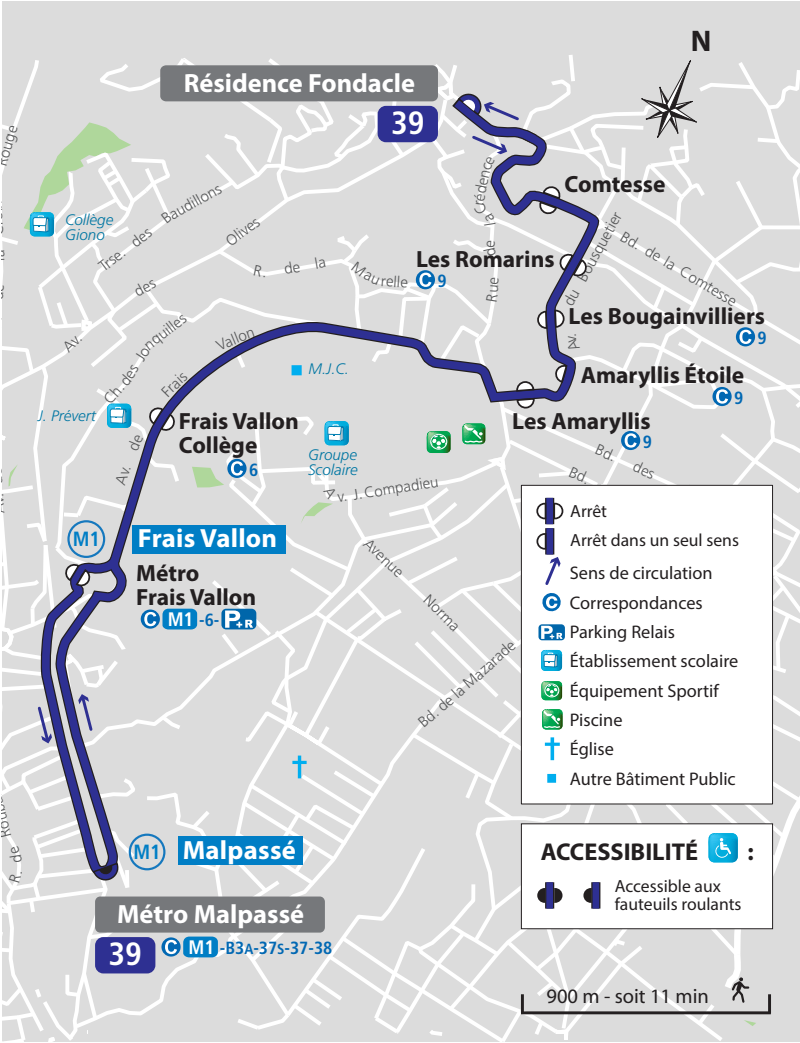 N
Résidence Fondacle
39
Rouge
Crédence
Rue de la
Comtesse
Collège
Giono
Trse. des Baudillons
Av. des Olives
R. de la Maurelle
Les Romarins
C 9
Av. du Bousquetier
Bd. de la Comtesse
Les Bougainvilliers
C 9
Ch. des Jonquilles
Av. de Frais Vallon
M.J.C.
Amaryllis Étoile
C 9
J. Prévert
Frais Vallon
Collège
C 6
Groupe
Scolaire
Les Amaryllis
C 9
Bd. des
Bd.
Av. J. Compadieu
M1
Frais Vallon
Métro
Frais Vallon
C M1 -6- P+R
Avenue Norma
Bd. de la Mazarade
Arrêt
Arrêt dans un seul sens
Sens de circulation
C Correspondances
P+R Parking Relais
Établissement scolaire
Équipement Sportif
Piscine
Église
Autre Bâtiment Public
M1
Malpassé
ACCESSIBILITÉ :
Accessible aux
fauteuils roulants
Métro Malpassé
39
C M1 -B3A-37S-37-38
900 m - soit 11 min